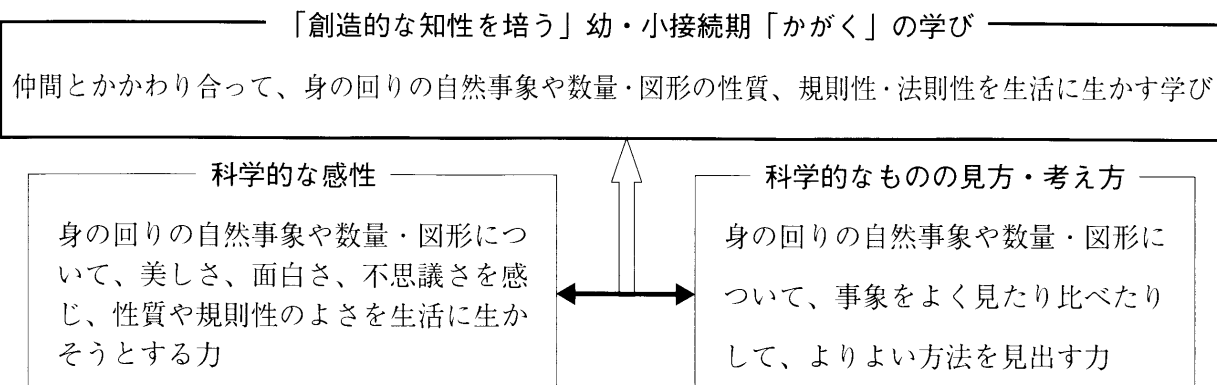 「創造的な知性を培う」幼・小接続期「かがく」の学び
仲間とかかわり合って、身の回りの自然事象や数量・図形の性質、規則性・法則性を生活に生かす学び
科学的な感性
身の回りの自然事象や数量・図形につ
いて、美しさ、面白さ、不思議さを感
じ、性質や規則性のよさを生活に生か
そうとする力
科学的なものの見方・考え方
身の回りの自然事象や数量・図形に
ついて、事象をよく見たり比べたり
して、よりよい方法を見出す力